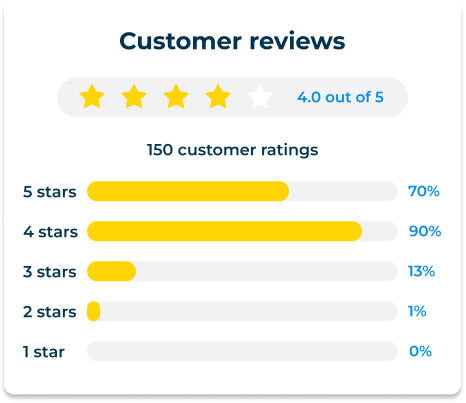 Customer reviews
4.0 out of 5
150 customer ratings
5 stars 70%
4 stars 90%
3 stars 13%
2 stars 1%
1 star 0%